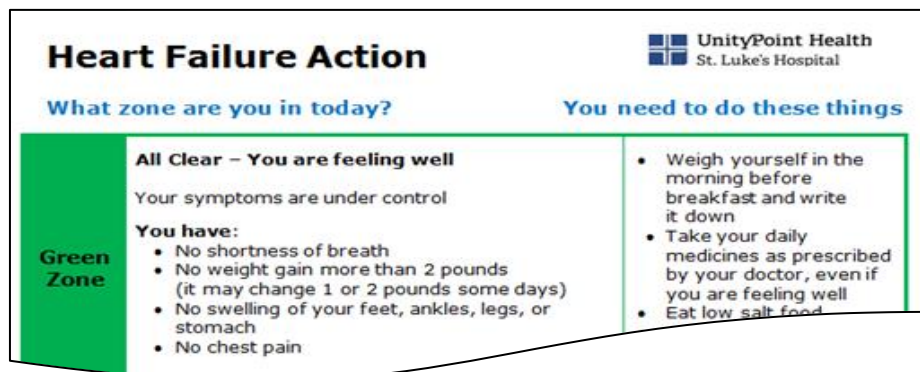 Heart Failure Action
UnityPoint Health
St. Luke's Hospital
What zone are you in today?
You need to do these things
Green
Zone
All Clear – You are feeling well
Your symptoms are under control
You have:
• No shortness of breath
• No weight gain more than 2 pounds
(it may change 1 or 2 pounds some days)
• No swelling of your feet, ankles, legs, or
stomach
• No chest pain
• Weigh yourself in the
morning before
breakfast and write
it down
• Take your daily
medicines as prescribed
by your doctor, even if
you are feeling well
• Eat low salt food